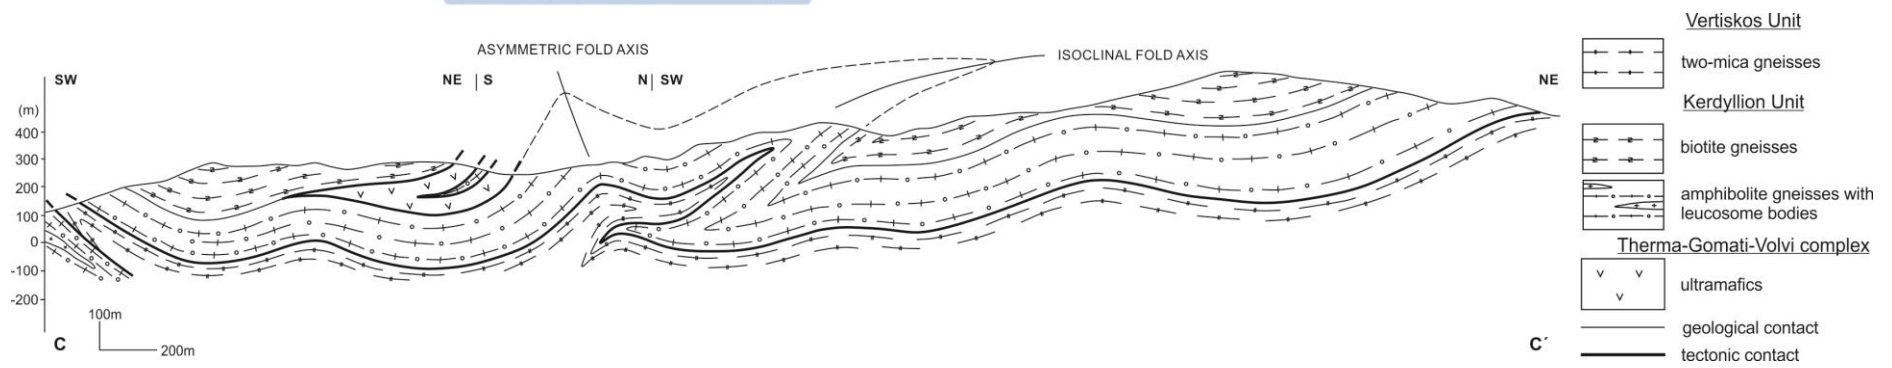 ASYMMETRIC FOLD AXIS
ISOCLINAL FOLD AXIS
SW
NE | S
N | SW
NE
(m)
400
300
200
100
0
-100
-200
100m
200m
C
C´
Vertiskos Unit
two-mica gneisses
Kerdyllion Unit
biotite gneisses
amphibolite gneisses with
leucosome bodies
Therma-Gomati-Volvi complex
ultramafics
geological contact
tectonic contact